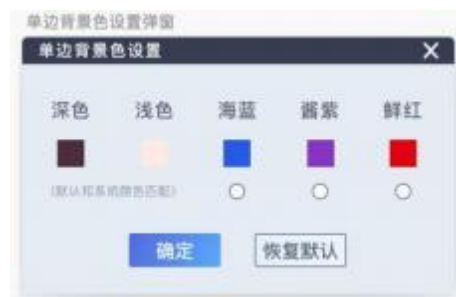 单边背景色设置弹窗
单边背景色设置
深色 浅色 海蓝 酱紫 鲜红
(默认和系统颜色匹配)
确定 恢复默认